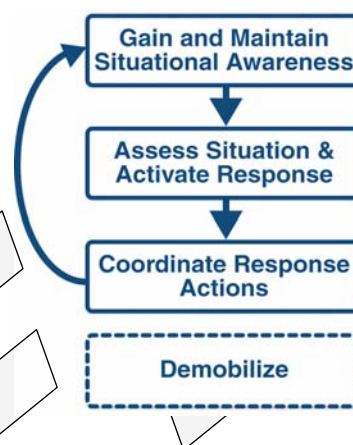 Gain and Maintain
Situational Awareness
Assess Situation &
Activate Response
Coordinate Response
Actions
Demobilize